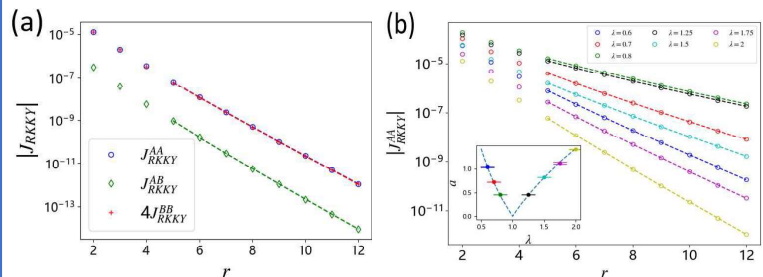 (a)
|J_RKKY|
10^-5
10^-7
10^-9
10^-11
10^-13
J^AA_RKKY
J^AB_RKKY
4J^BB_RKKY
2 4 6 8 10 12
r
(b)
|J^AA_RKKY|
10^-5
10^-7
10^-9
10^-11
λ=0.6 λ=1.25 λ=1.75
λ=0.7 λ=1.5 λ=2
λ=0.8
a
1.0
0.5
0.0
0.5 1.0 1.5 2.0
λ
2 4 6 8 10 12
r